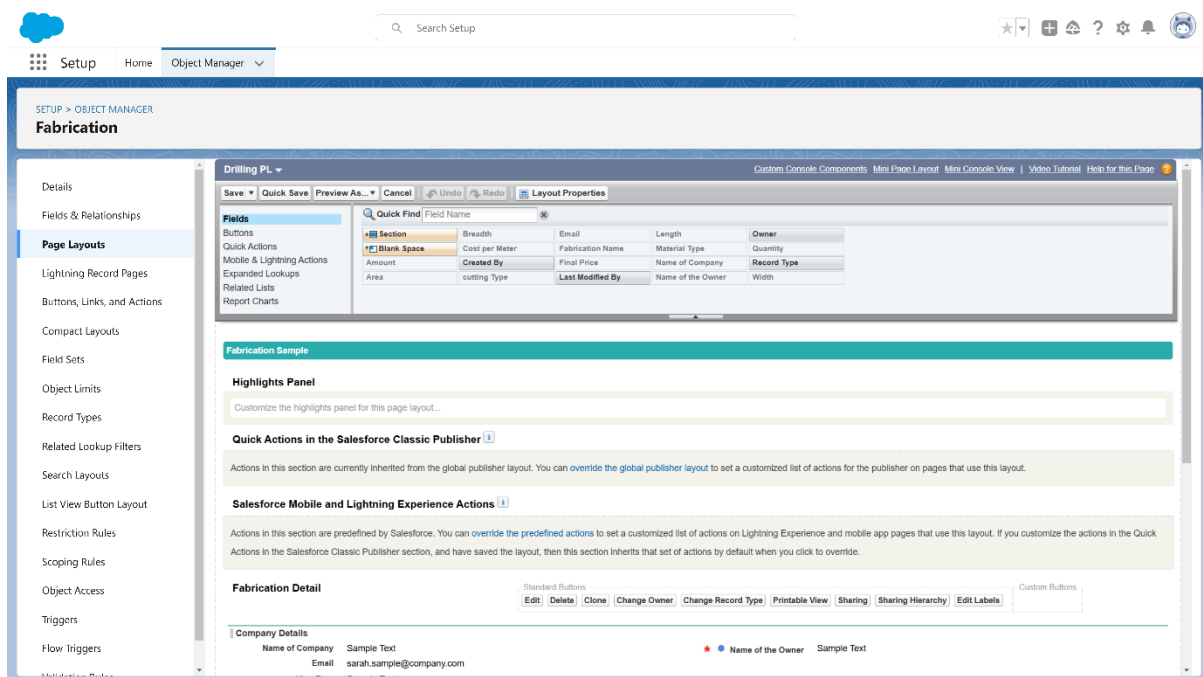 Search Setup
Setup
Home
Object Manager
SETUP > OBJECT MANAGER
Fabrication
Details
Fields & Relationships
Page Layouts
Lightning Record Pages
Buttons, Links, and Actions
Compact Layouts
Field Sets
Object Limits
Record Types
Related Lookup Filters
Search Layouts
List View Button Layout
Restriction Rules
Scoping Rules
Object Access
Triggers
Flow Triggers
Drilling PL
Custom Console Components Mini Page Layout Mini Console View | Video Tutorial Help for this Page ?
Save Quick Save Preview As... Cancel Undo Redo Layout Properties
Fields
Buttons
Quick Actions
Mobile & Lightning Actions
Expanded Lookups
Related Lists
Report Charts
Quick Find Field Name
Section Breadth Email Length Owner
Blank Space Cost per Meter Fabrication Name Material Type Quantity
Amount Created By Final Price Name of Company Record Type
Area cutting Type Last Modified By Name of the Owner Width
Fabrication Sample
Highlights Panel
Customize the highlights panel for this page layout...
Quick Actions in the Salesforce Classic Publisher i
Actions in this section are currently inherited from the global publisher layout. You can override the global publisher layout to set a customized list of actions for the publisher on pages that use this layout.
Salesforce Mobile and Lightning Experience Actions i
Actions in this section are predefined by Salesforce. You can override the predefined actions to set a customized list of actions on Lightning Experience and mobile app pages that use this layout. If you customize the actions in the Quick
Actions in the Salesforce Classic Publisher section, and have saved the layout, then this section inherits that set of actions by default when you click to override.
Fabrication Detail
Standard Buttons
Edit Delete Clone Change Owner Change Record Type Printable View Sharing Sharing Hierarchy Edit Labels
Custom Buttons
Company Details
Name of Company Sample Text * Name of the Owner Sample Text
Email sarah.sample@company.com